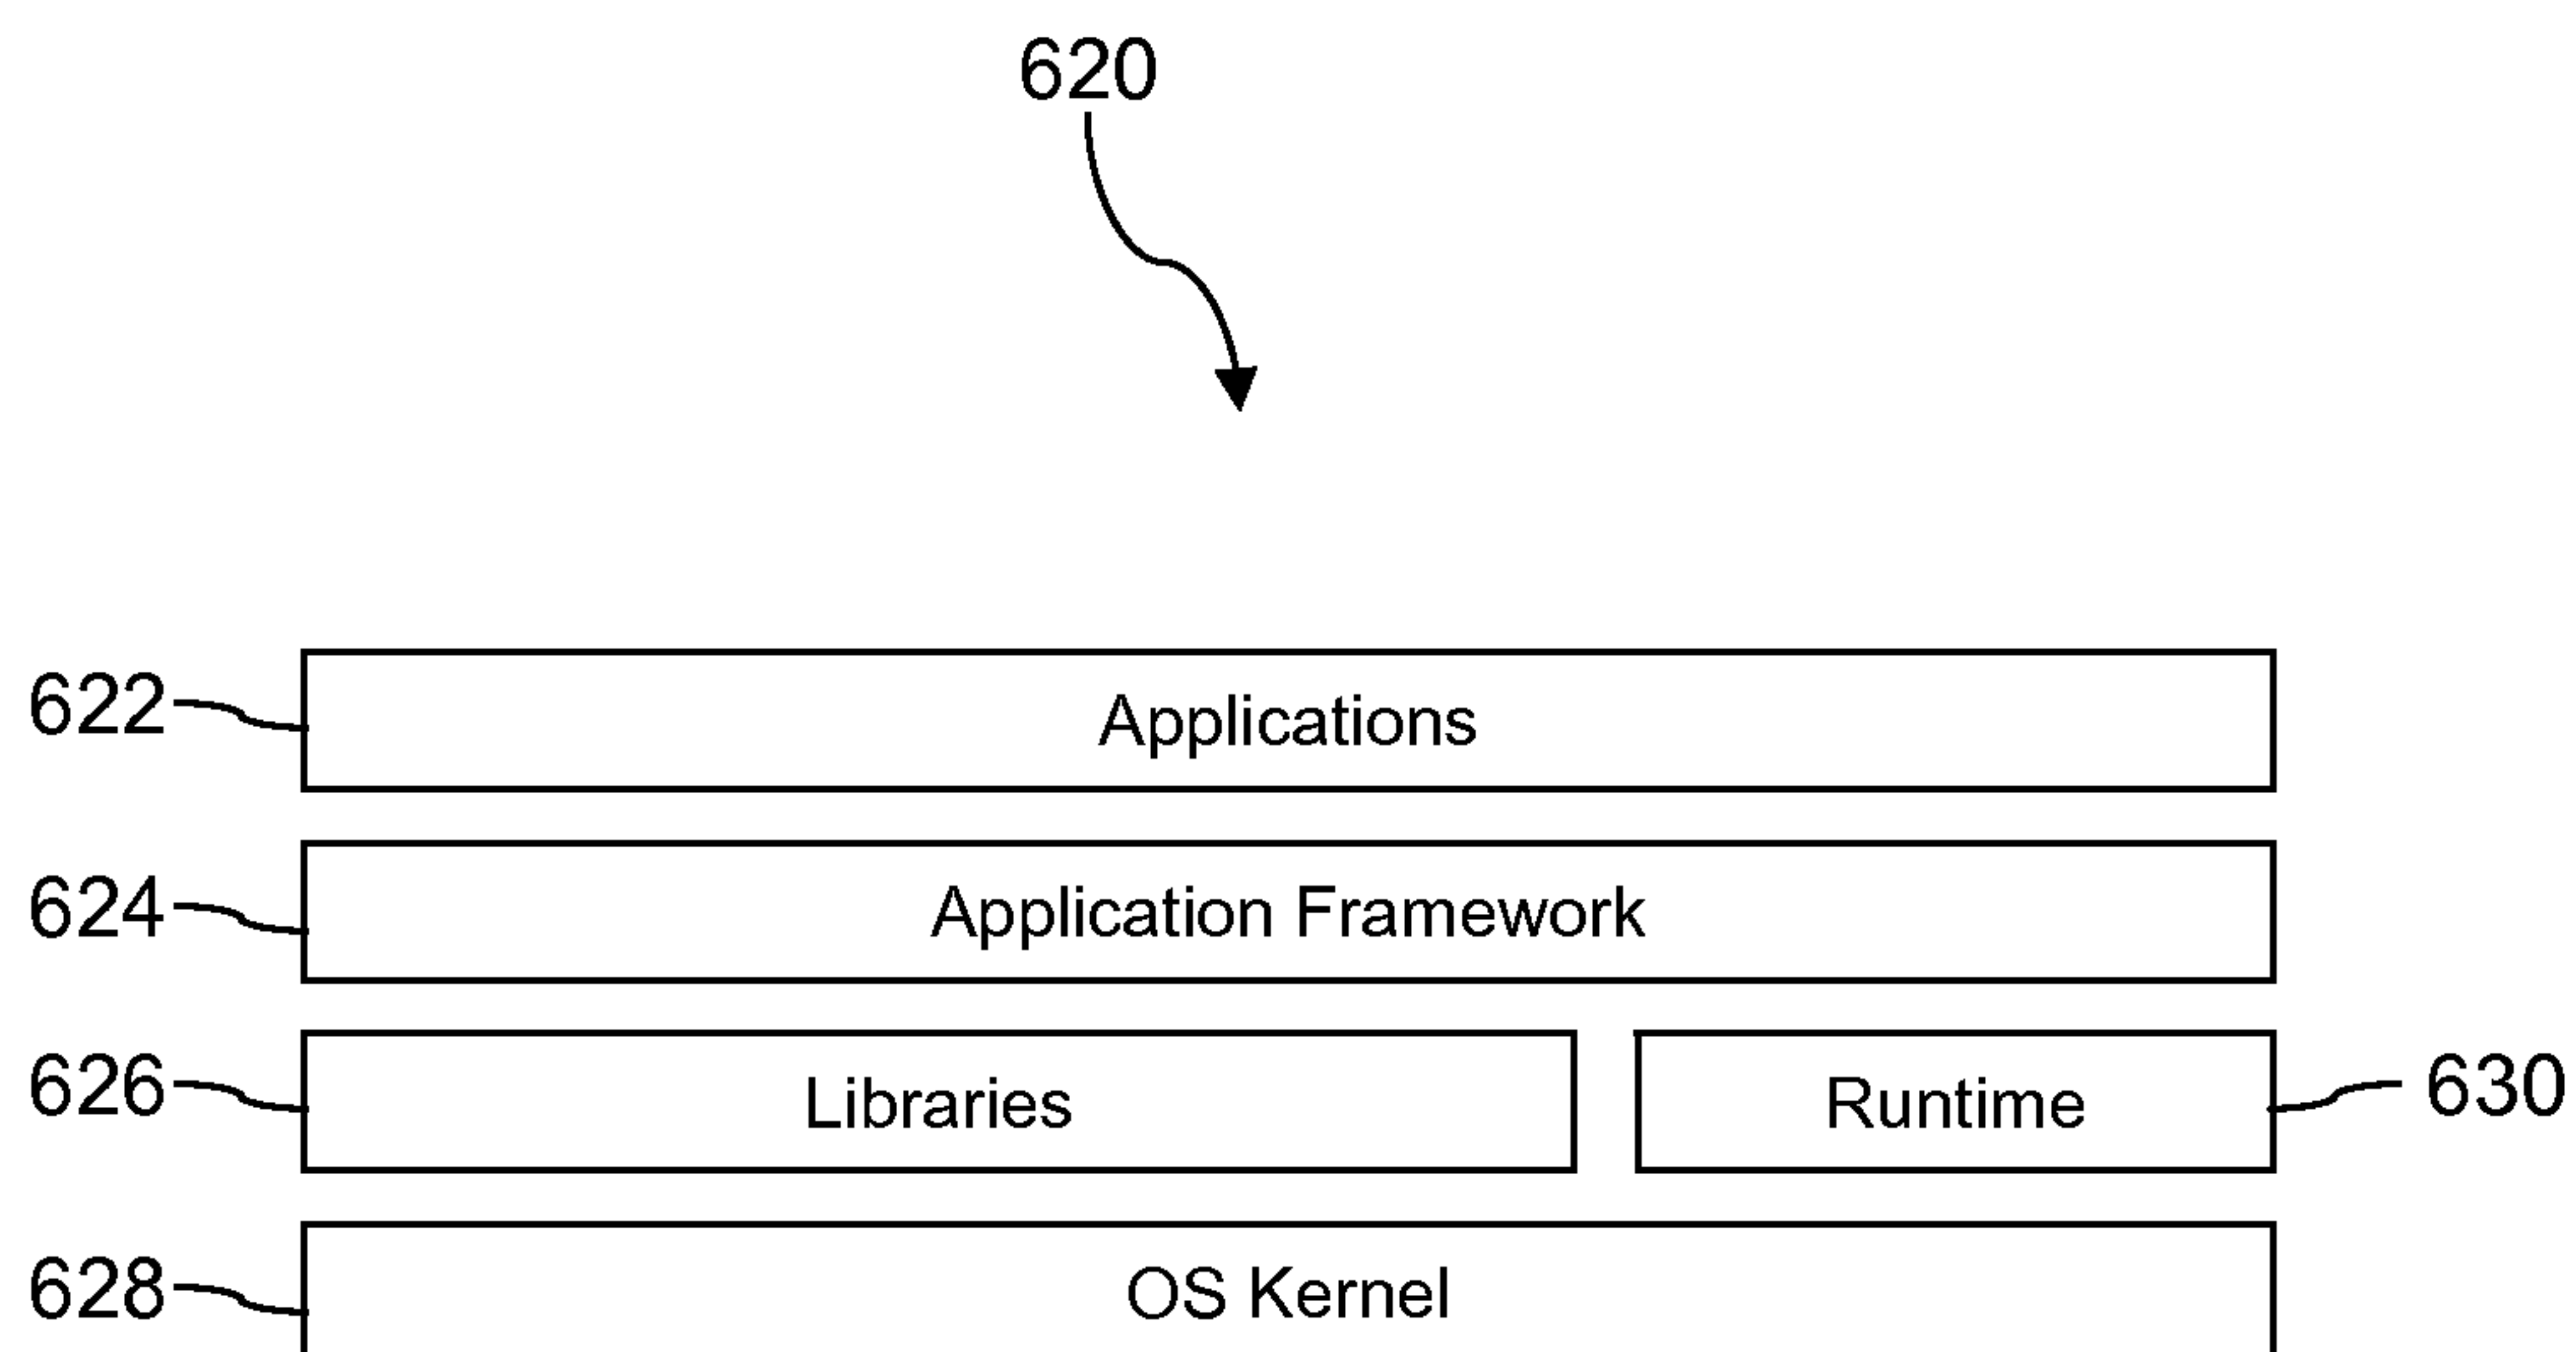 620
622
Applications
624
Application Framework
626
Libraries
Runtime
630
628
OS Kernel